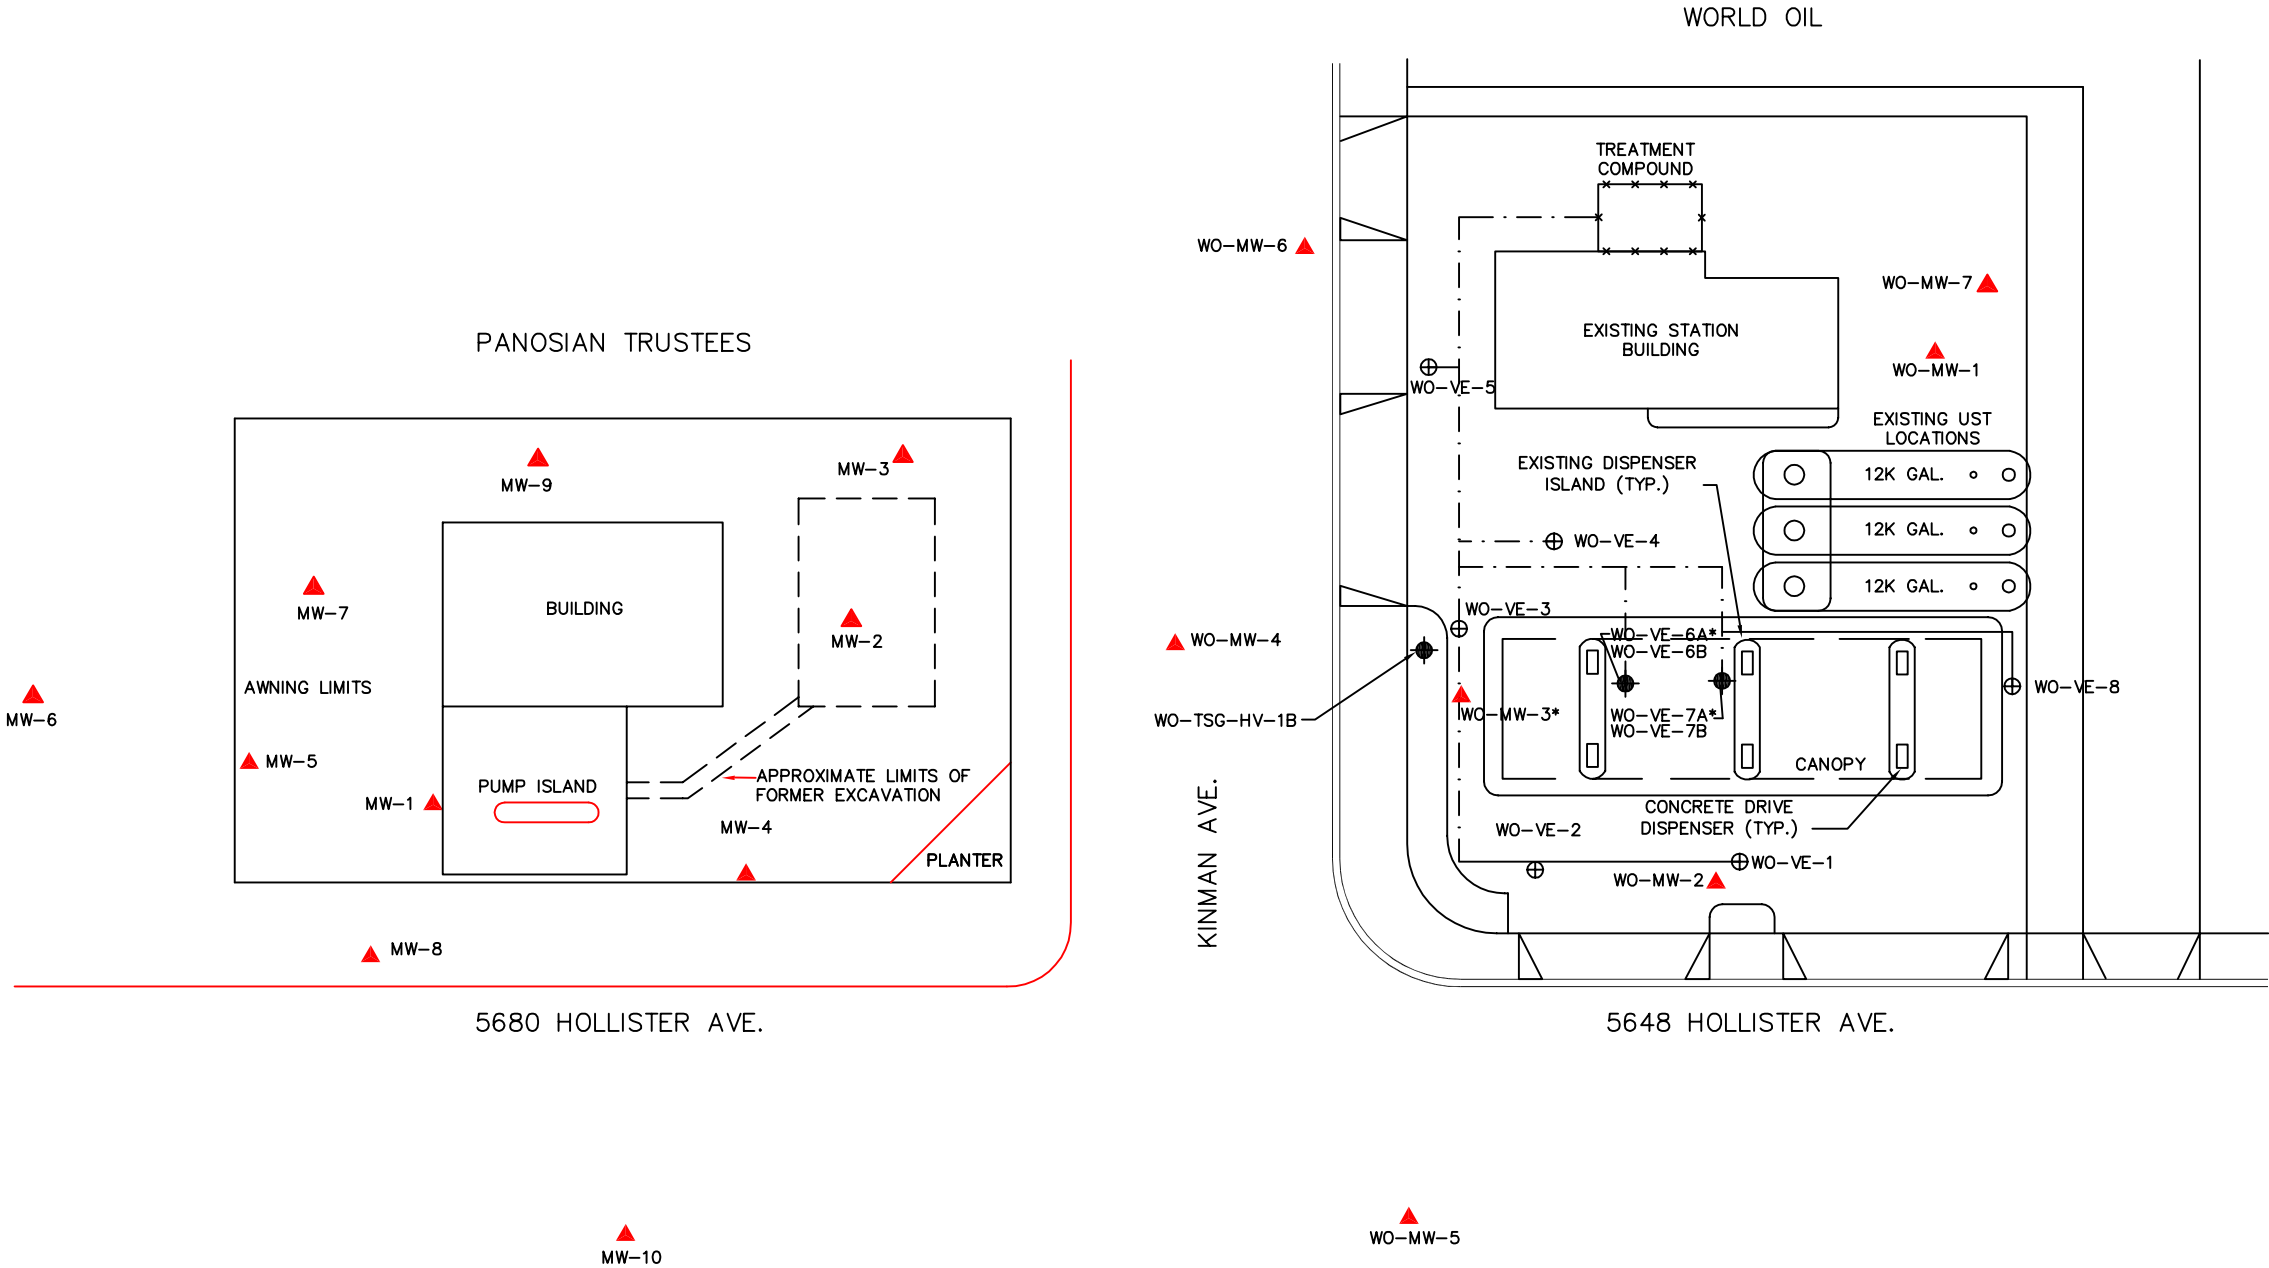 WORLD OIL
TREATMENT
COMPOUND
WO-MW-6
WO-MW-7
EXISTING STATION
BUILDING
WO-MW-1
WO-VE-5
EXISTING UST
LOCATIONS
EXISTING DISPENSER
ISLAND (TYP.)
12K GAL.
12K GAL.
12K GAL.
WO-VE-4
WO-VE-3
WO-MW-4
WO-VE-6A*
WO-VE-6B
WO-VE-8
WO-TSG-HV-1B
WO-MW-3*
WO-VE-7A*
WO-VE-7B
CANOPY
CONCRETE DRIVE
DISPENSER (TYP.)
WO-VE-2
WO-VE-1
WO-MW-2
KINMAN AVE.
5648 HOLLISTER AVE.
WO-MW-5
PANOSIAN TRUSTEES
MW-3
MW-9
MW-7
BUILDING
MW-2
AWNING LIMITS
MW-6
MW-5
PUMP ISLAND
MW-1
APPROXIMATE LIMITS OF
FORMER EXCAVATION
MW-4
PLANTER
MW-8
5680 HOLLISTER AVE.
MW-10